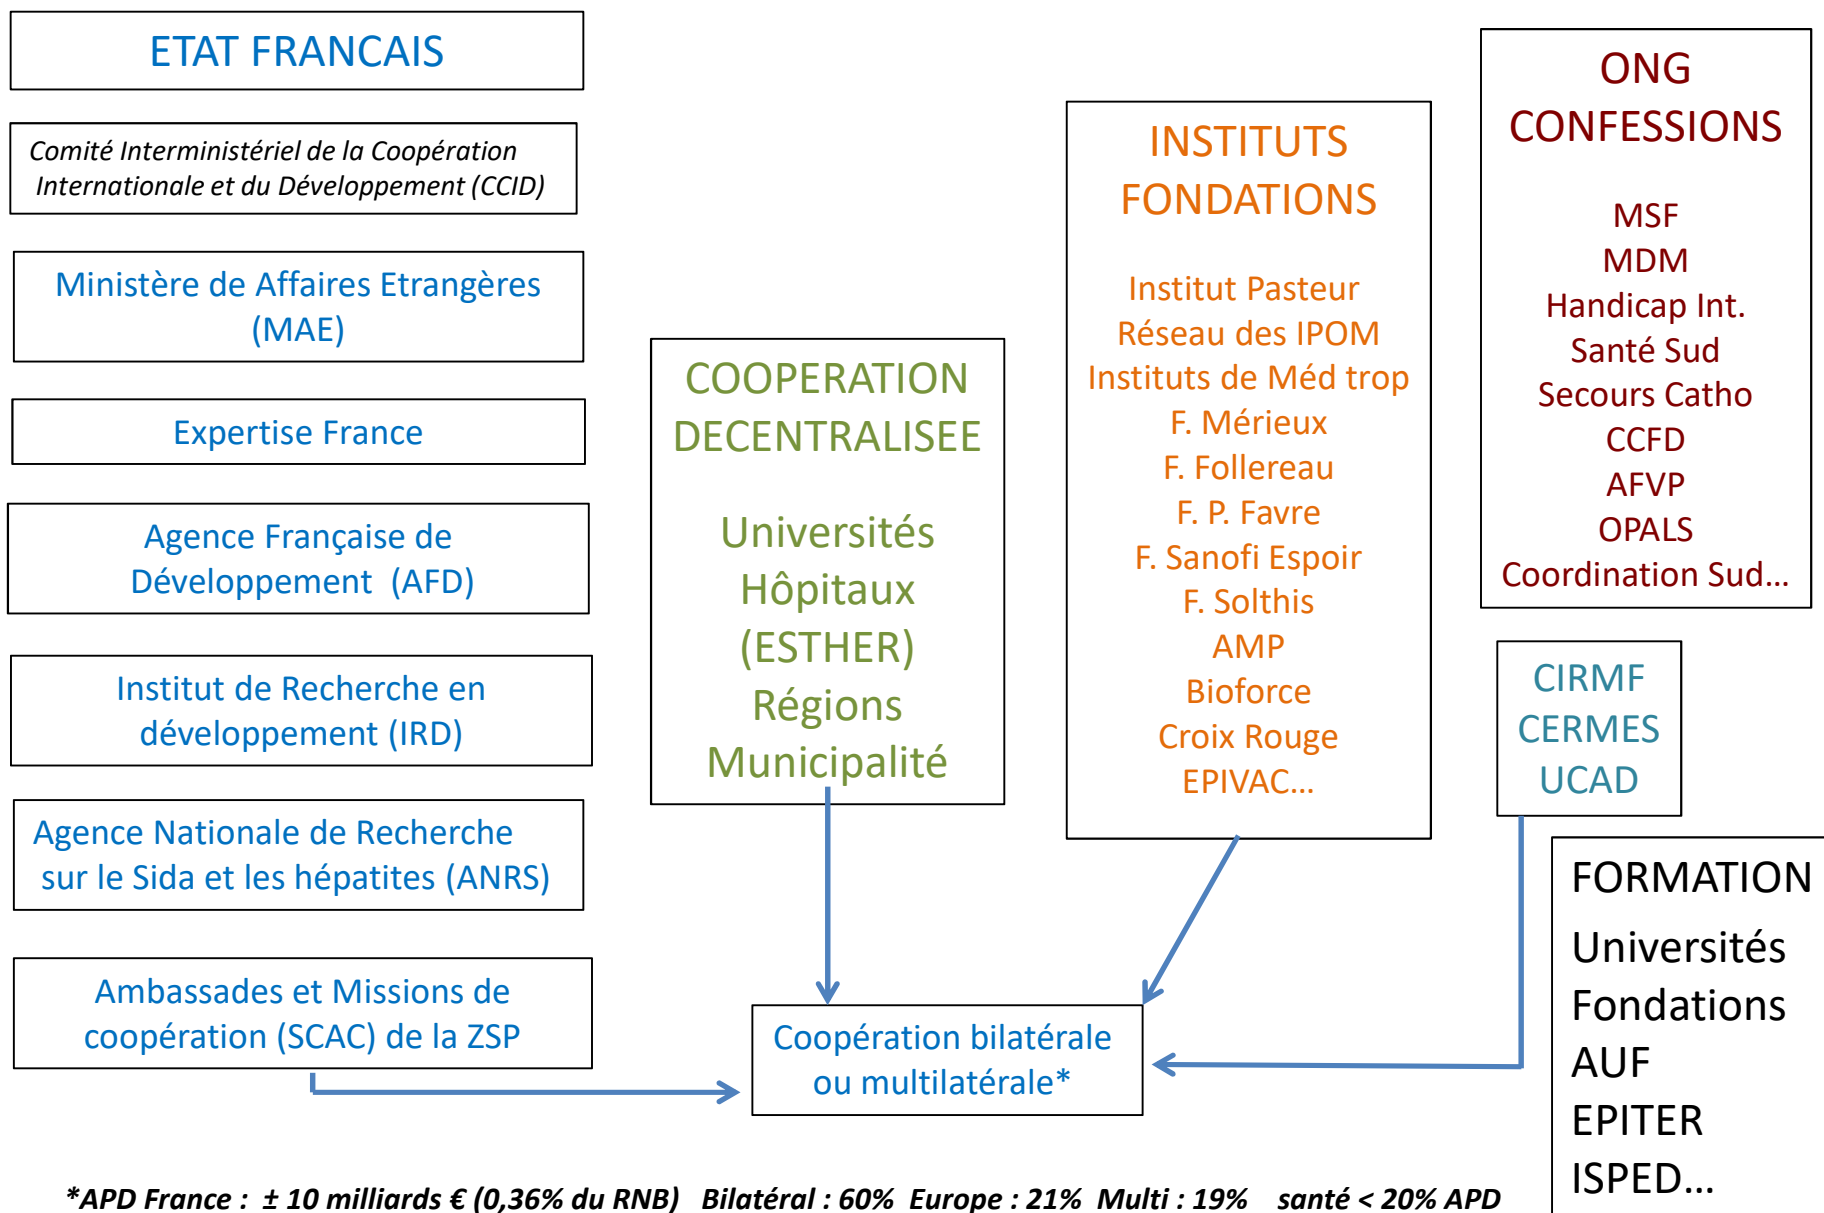 ETAT FRANCAIS
Comité Interministériel de la Coopération
Internationale et du Développement (CCID)
Ministère de Affaires Etrangères
(MAE)
Expertise France
Agence Française de
Développement (AFD)
Institut de Recherche en
développement (IRD)
Agence Nationale de Recherche
sur le Sida et les hépatites (ANRS)
Ambassades et Missions de
coopération (SCAC) de la ZSP
COOPERATION
DECENTRALISEE
Universités
Hôpitaux
(ESTHER)
Régions
Municipalité
INSTITUTS
FONDATIONS
Institut Pasteur
Réseau des IPOM
Instituts de Méd trop
F. Mérieux
F. Follereau
F. P. Favre
F. Sanofi Espoir
F. Solthis
AMP
Bioforce
Croix Rouge
EPIVAC...
ONG
CONFESSIONS
MSF
MDM
Handicap Int.
Santé Sud
Secours Catho
CCFD
AFVP
OPALS
Coordination Sud...
CIRMF
CERMES
UCAD
FORMATION
Universités
Fondations
AUF
EPITER
ISPED...
Coopération bilatérale
ou multilatérale*
*APD France : ± 10 milliards € (0,36% du RNB) Bilatéral : 60% Europe : 21% Multi : 19% santé < 20% APD